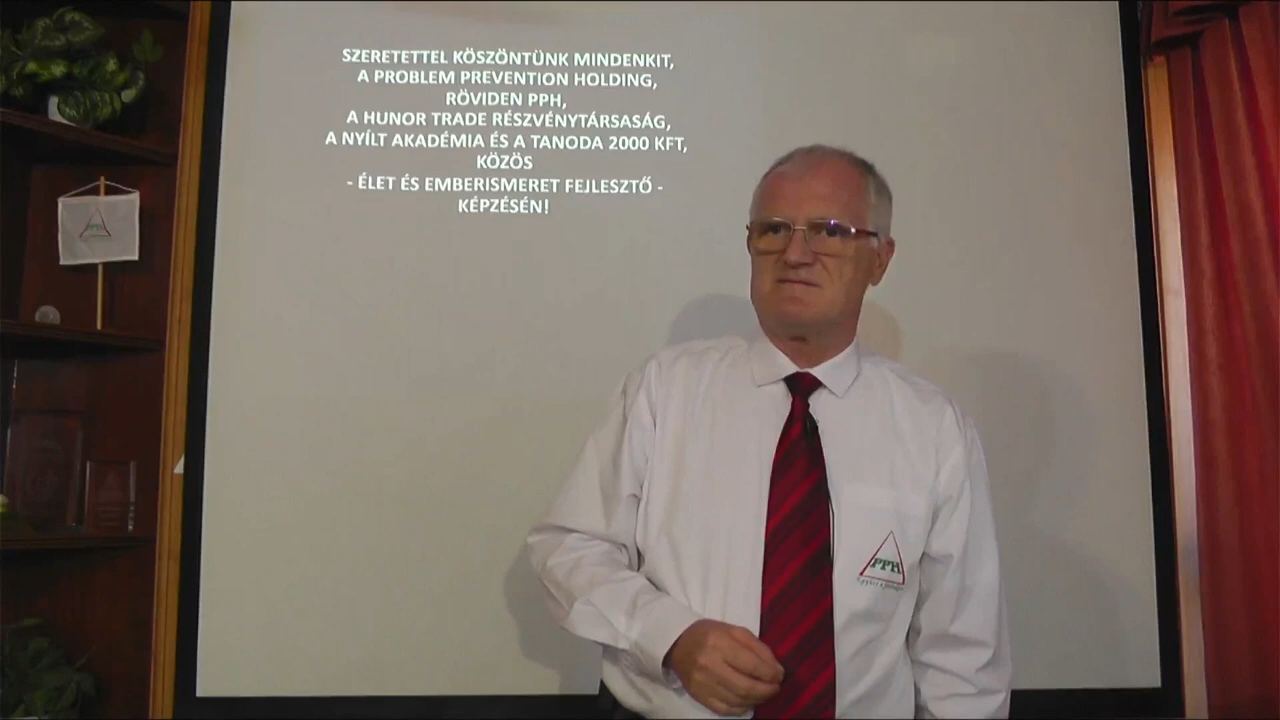 SZERETETTEL KÖSZÖNTÜNK MINDENKIT,
A PROBLEM PREVENTION HOLDING,
RÖVIDEN PPH,
A HUNOR TRADE RÉSZVÉNYTÁRSASÁG,
A NYÍLT AKADÉMIA ÉS A TANODA 2000 KFT,
KÖZÖS
- ÉLET ÉS EMBERISMERET FEJLESZTŐ -
KÉPZÉSÉN!
PPH
PPH